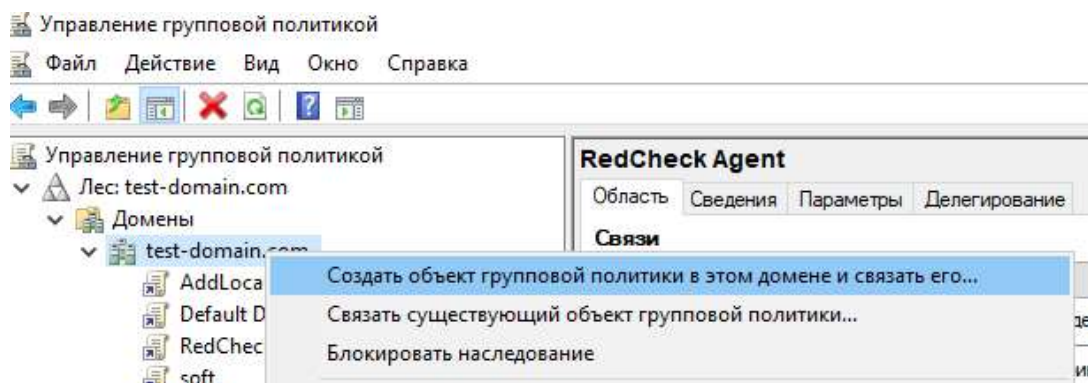 Управление групповой политикой
Файл Действие Вид Окно Справка
Управление групповой политикой
Лес: test-domain.com
Домены
test-domain.com
AddLoca
Default D
RedChec
soft
RedCheck Agent
Область Сведения Параметры Делегирование
Связи
Создать объект групповой политики в этом домене и связать его...
Связать существующий объект групповой политики...
Блокировать наследование